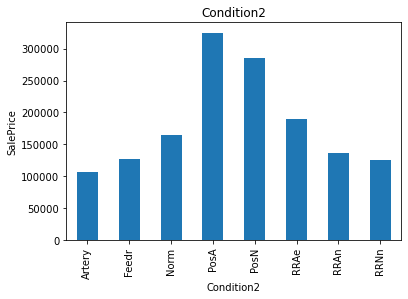 Condition2
SalePrice
300000
250000
200000
150000
100000
50000
0
Artery
Feedr
Norm
PosA
PosN
RRAe
RRAn
RRNn
Condition2